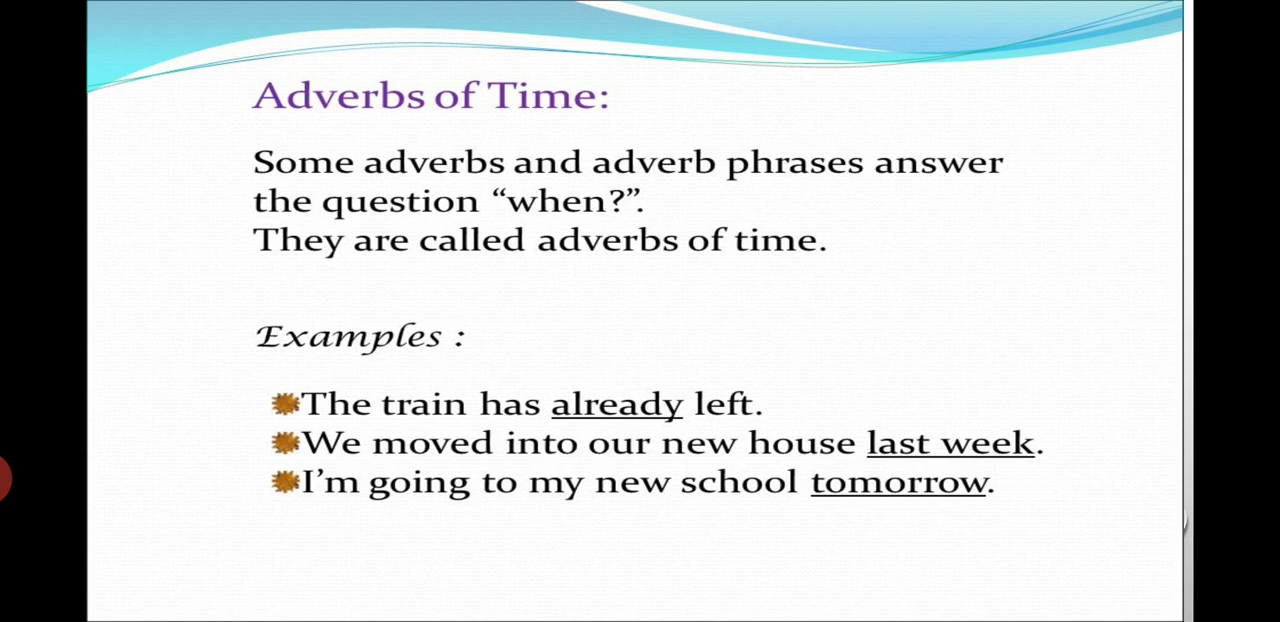 Adverbs of Time:
Some adverbs and adverb phrases answer
the question “when?”.
They are called adverbs of time.
Examples :
The train has already left.
We moved into our new house last week.
I’m going to my new school tomorrow.